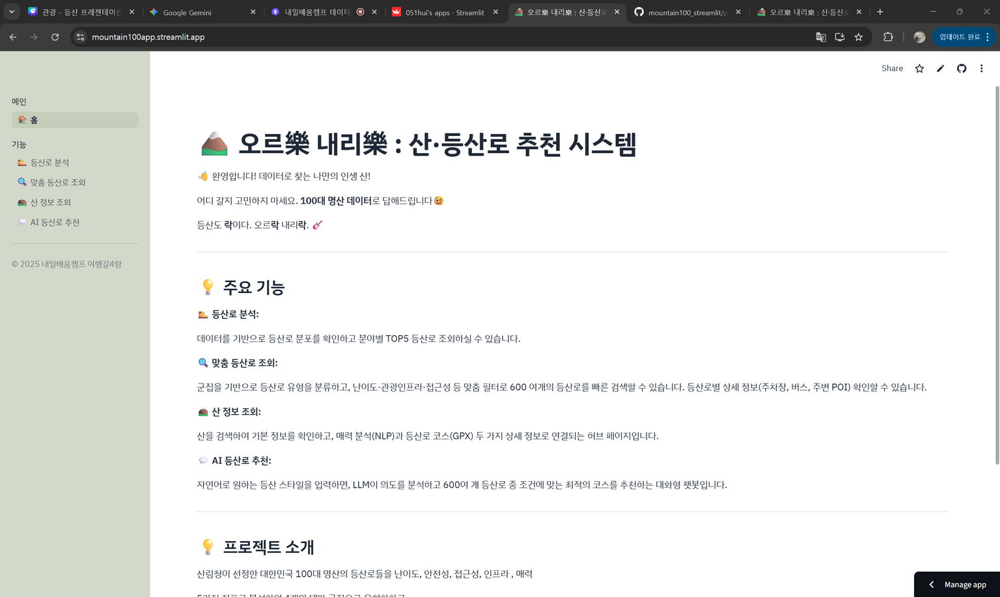 관광 - 등산 프레젠테이션
Google Gemini
내일배움캠프 데이터
051hui's apps · Streamlit
오르樂 내리樂 : 산·등산로
mountain100_streamlit/p
오르樂 내리樂 : 산·등산로
mountain100app.streamlit.app
업데이트 완료
Share
메인
홈
기능
등산로 분석
맞춤 등산로 조회
산 정보 조회
AI 등산로 추천
© 2025 내일배움캠프 여행갈4람
오르樂 내리樂 : 산·등산로 추천 시스템
환영합니다! 데이터로 찾는 나만의 인생 산!
어디 갈지 고민하지 마세요. 100대 명산 데이터로 답해드립니다
등산도 락이다. 오르락 내리락.
주요 기능
등산로 분석:
데이터를 기반으로 등산로 분포를 확인하고 분야별 TOP5 등산로 조회하실 수 있습니다.
맞춤 등산로 조회:
군집을 기반으로 등산로 유형을 분류하고, 난이도·관광인프라·접근성 등 맞춤 필터로 600 여개의 등산로를 빠른 검색할 수 있습니다. 등산로별 상세 정보(주차장, 버스, 주변 POI) 확인할 수 있습니다.
산 정보 조회:
산을 검색하여 기본 정보를 확인하고, 매력 분석(NLP)과 등산로 코스(GPX) 두 가지 상세 정보로 연결되는 허브 페이지입니다.
AI 등산로 추천:
자연어로 원하는 등산 스타일을 입력하면, LLM이 의도를 분석하고 600여 개 등산로 중 조건에 맞는 최적의 코스를 추천하는 대화형 챗봇입니다.
프로젝트 소개
산림청이 선정한 대한민국 100대 명산의 등산로들을 난이도, 안전성, 접근성, 인프라 , 매력
Manage app